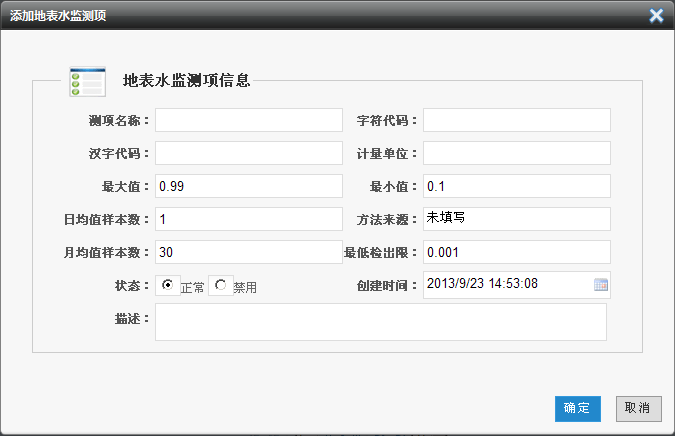 添加地表水监测项
地表水监测项信息
测项名称： 字符代码：
汉字代码： 计量单位：
最大值： 0.99 最小值： 0.1
日均值样本数： 1 方法来源： 未填写
月均值样本数： 30 最低检出限： 0.001
状态： 正常 禁用 创建时间： 2013/9/23 14:53:08
描述：
确定 取消